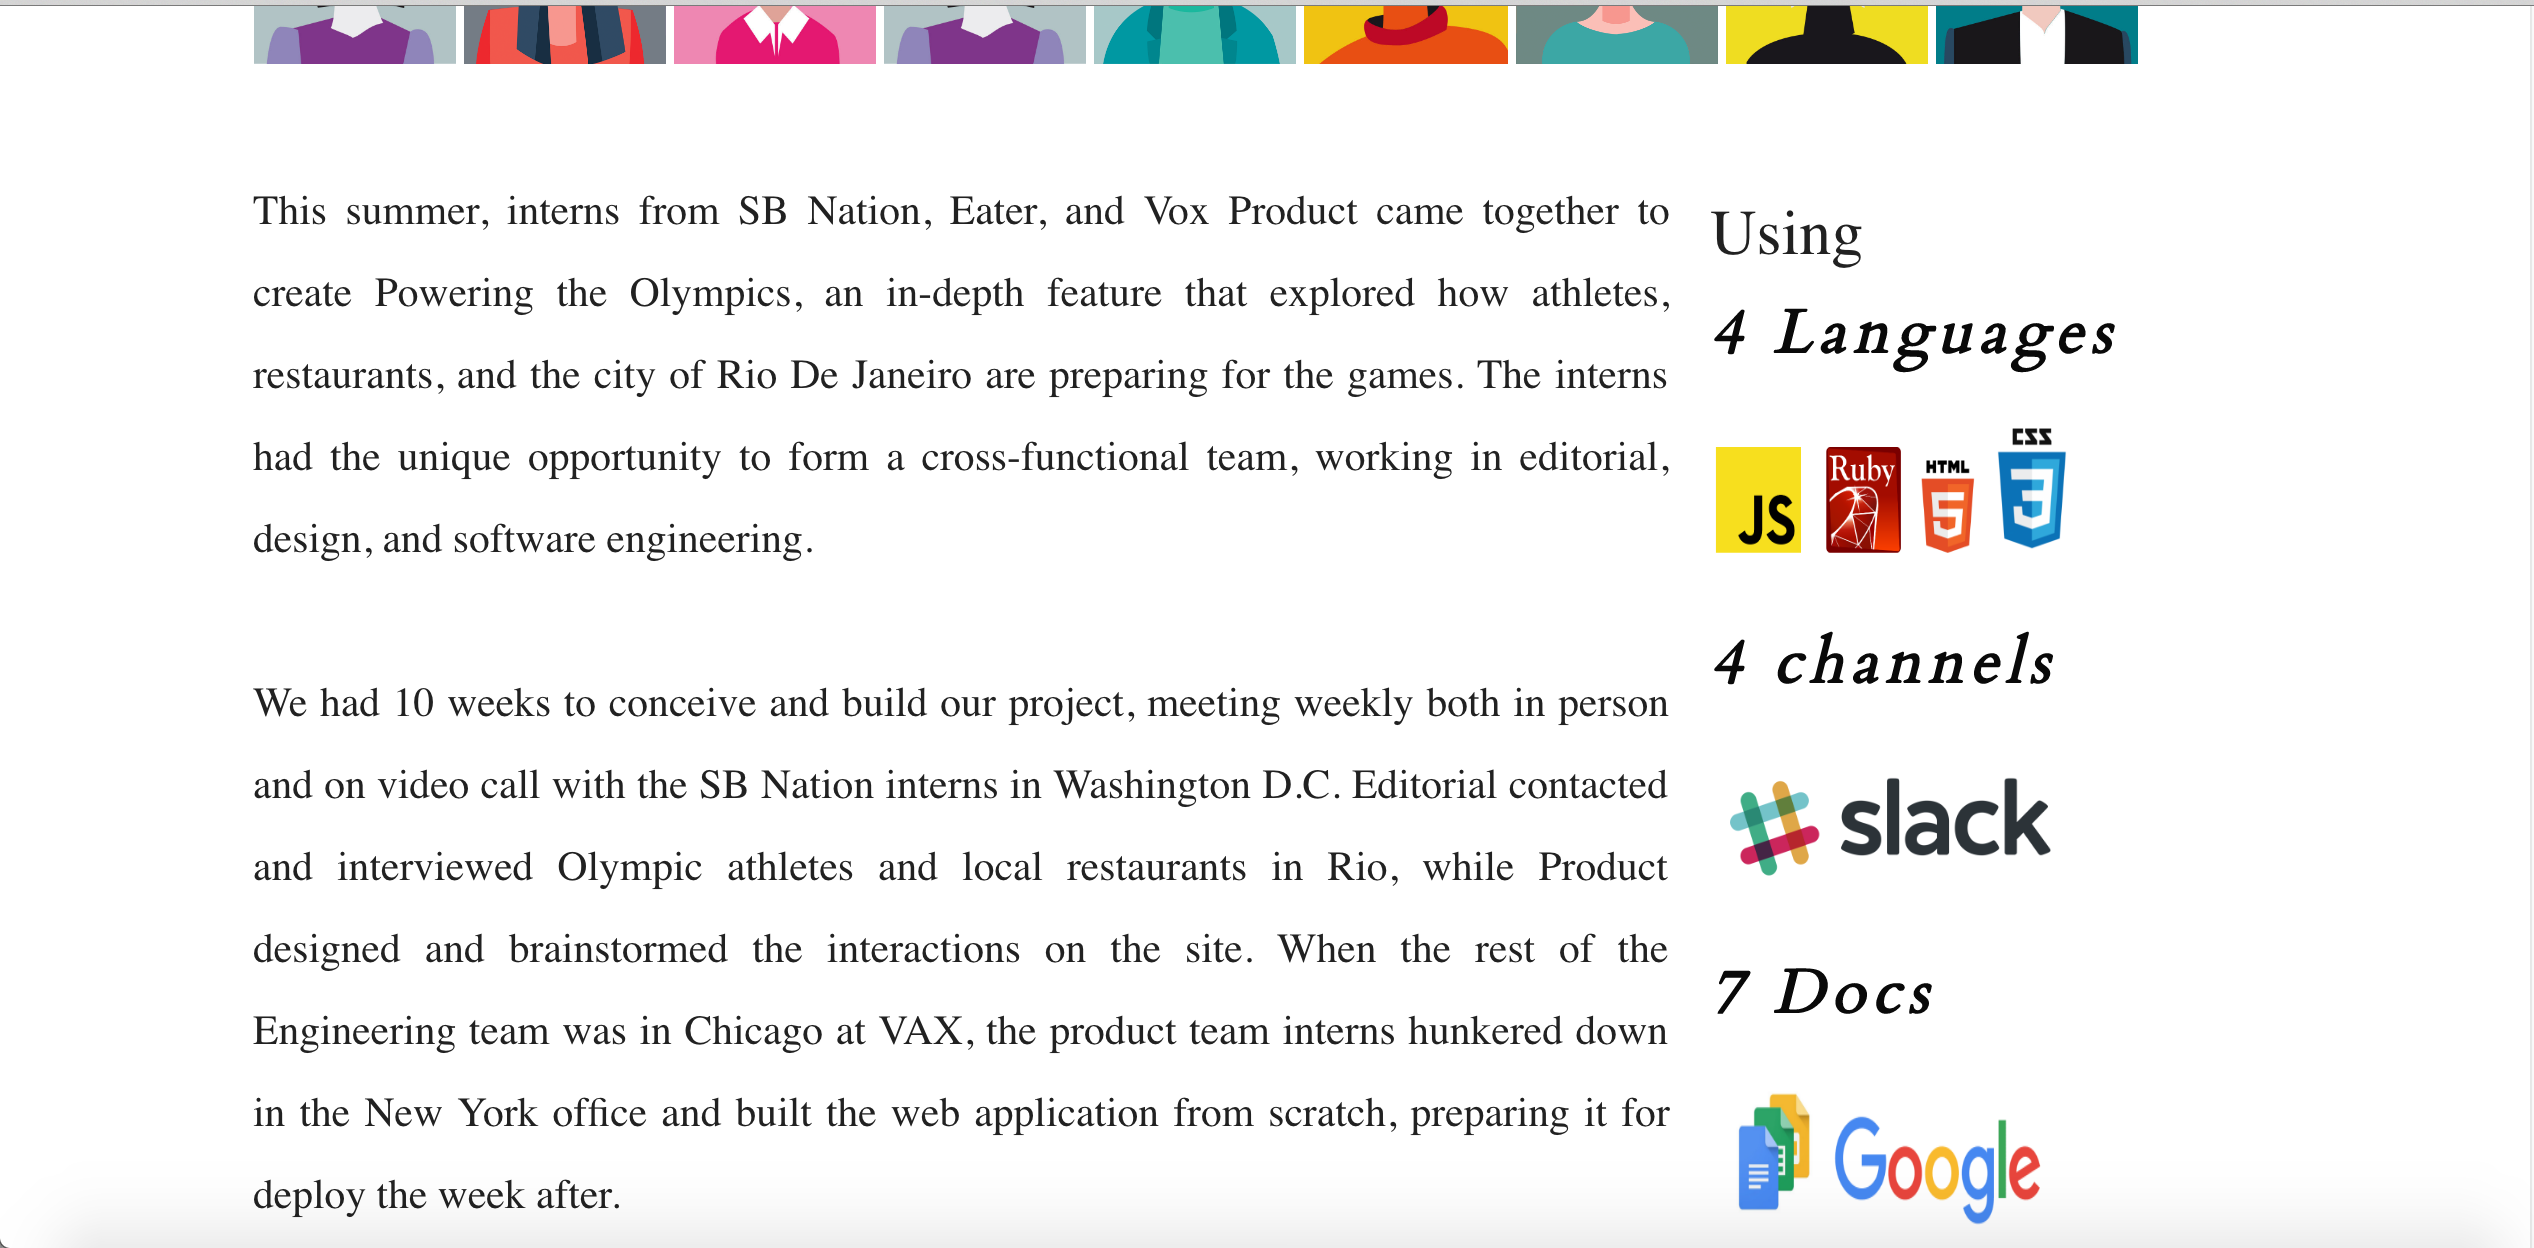 This summer, interns from SB Nation, Eater, and Vox Product came together to
create Powering the Olympics, an in-depth feature that explored how athletes,
restaurants, and the city of Rio De Janeiro are preparing for the games. The interns
had the unique opportunity to form a cross-functional team, working in editorial,
design, and software engineering.
We had 10 weeks to conceive and build our project, meeting weekly both in person
and on video call with the SB Nation interns in Washington D.C. Editorial contacted
and interviewed Olympic athletes and local restaurants in Rio, while Product
designed and brainstormed the interactions on the site. When the rest of the
Engineering team was in Chicago at VAX, the product team interns hunkered down
in the New York office and built the web application from scratch, preparing it for
deploy the week after.
Using
4 Languages
JS
Ruby
HTML
5
CSS
3
4 channels
slack
7 Docs
Google